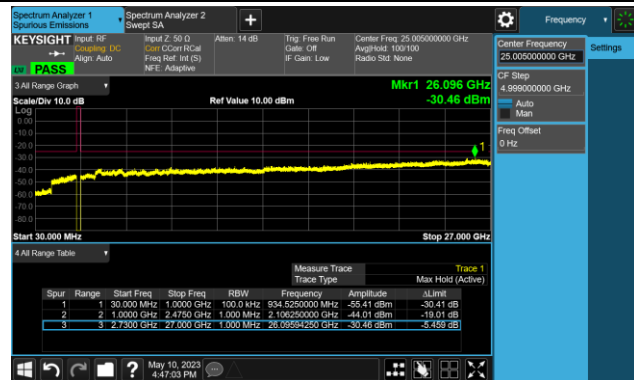 Spectrum Analyzer 1
Spurious Emissions
Spectrum Analyzer 2
Swept SA
Frequency
KEYSIGHT
Input: RF
Coupling: DC
Align: Auto
Input Z: 50 Ω
Corr CCorr RCal
Freq Ref: Int (S)
NFE: Adaptive
Atten: 14 dB
Trig: Free Run
Gate: Off
IF Gain: Low
Center Freq: 25.005000000 GHz
Avg|Hold: 100/100
Radio Std: None
LXI PASS
Center Frequency
25.005000000 GHz
Settings
CF Step
4.999000000 GHz
Auto
Man
Freq Offset
0 Hz
3 All Range Graph
Mkr1 26.096 GHz
Scale/Div 10.0 dB
Ref Value 10.00 dBm
-30.46 dBm
Log
0.00
-10.0
-20.0
-30.0
-40.0
-50.0
-60.0
-70.0
-80.0
1
Start 30.000 MHz
Stop 27.000 GHz
4 All Range Table
Measure Trace Trace 1
Trace Type Max Hold (Active)
Spur Range Start Freq Stop Freq RBW Frequency Amplitude ΔLimit
1 1 30.000 MHz 1.0000 GHz 100.0 kHz 934.5250000 MHz -55.41 dBm -30.41 dB
2 2 1.0000 GHz 2.4750 GHz 1.000 MHz 2.106250000 GHz -44.01 dBm -19.01 dB
3 3 2.7300 GHz 27.000 GHz 1.000 MHz 26.09594250 GHz -30.46 dBm -5.459 dB
May 10, 2023
4:47:03 PM